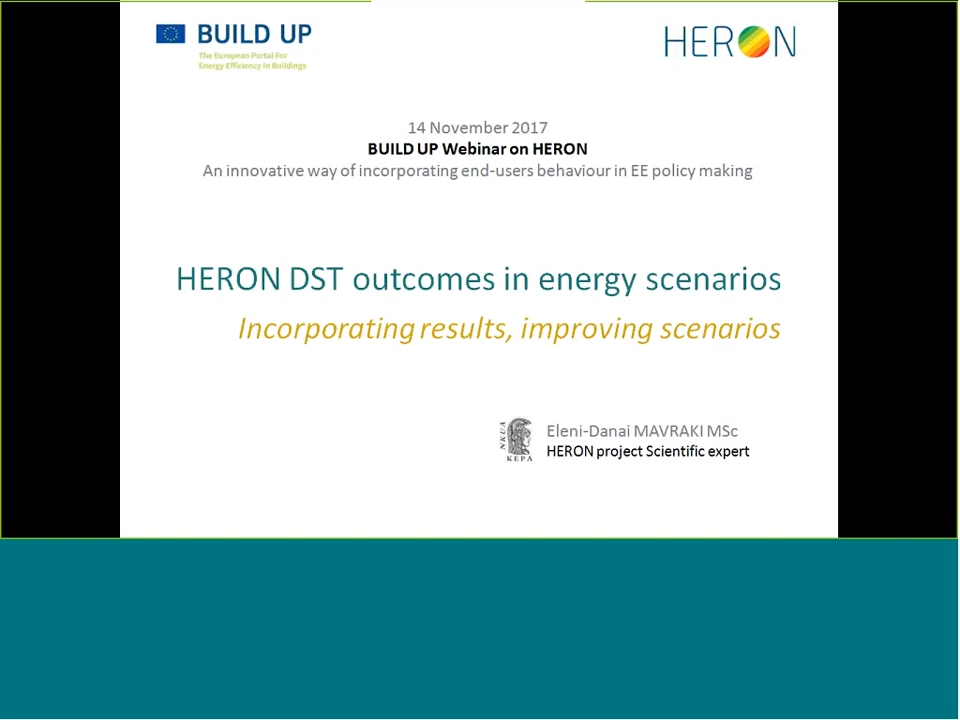 BUILD UP
The European Portal For
Energy Efficiency in Buildings
HERON
14 November 2017
BUILD UP Webinar on HERON
An innovative way of incorporating end-users behaviour in EE policy making
HERON DST outcomes in energy scenarios
Incorporating results, improving scenarios
NKUA
KEPA
Eleni-Danai MAVRAKI MSc
HERON project Scientific expert